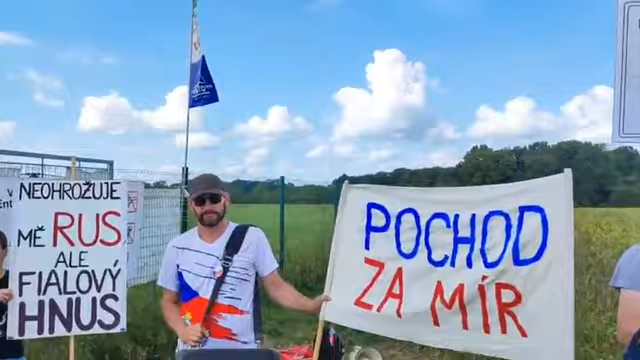 NEOHROŽUJE
MĚ RUS
ALE
FIALOVÝ
HNUS
POCHOD
ZA MÍR